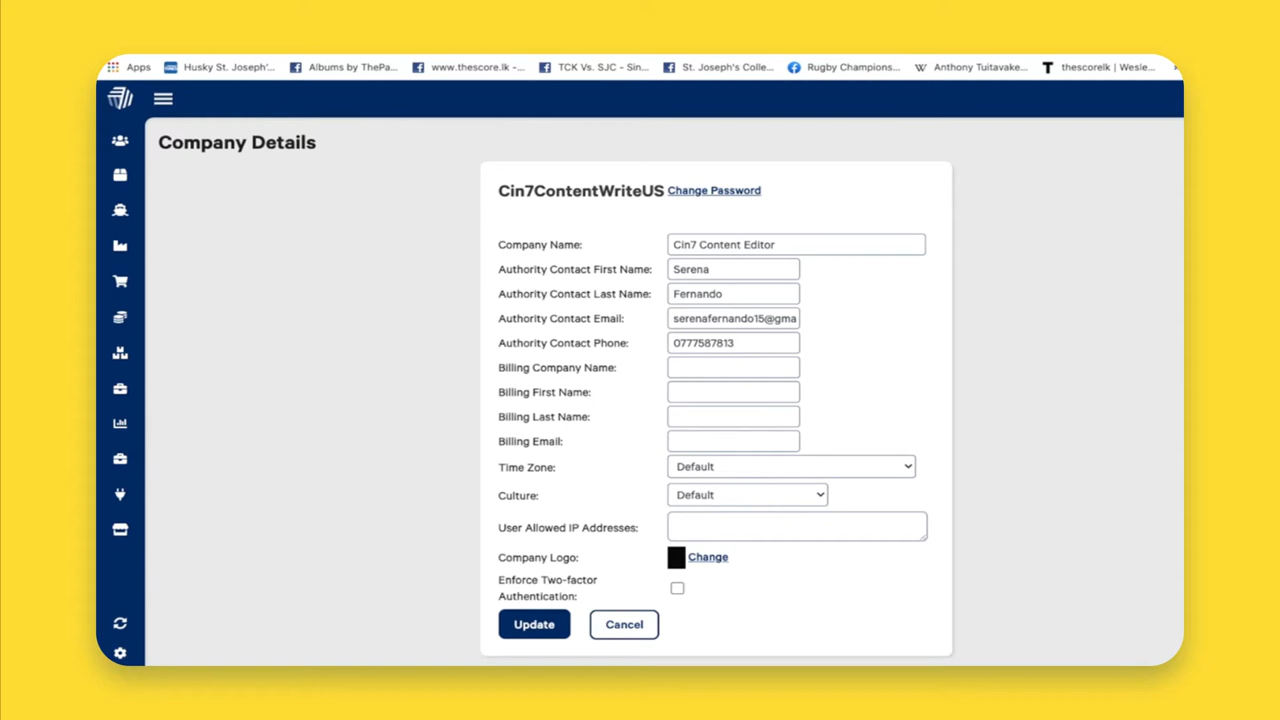 Apps Husky St. Joseph'... Albums by ThePa... www.thescore.lk -... TCK Vs. SJC - Sin... St. Joseph's Colle... Rugby Champions... Anthony Tuitavake... thescorelk | Wesle...
Company Details
Cin7ContentWriteUS Change Password
Company Name: Cin7 Content Editor
Authority Contact First Name: Serena
Authority Contact Last Name: Fernando
Authority Contact Email: serenafernando15@gma
Authority Contact Phone: 0777587813
Billing Company Name:
Billing First Name:
Billing Last Name:
Billing Email:
Time Zone: Default
Culture: Default
User Allowed IP Addresses:
Company Logo: Change
Enforce Two-factor
Authentication:
Update Cancel